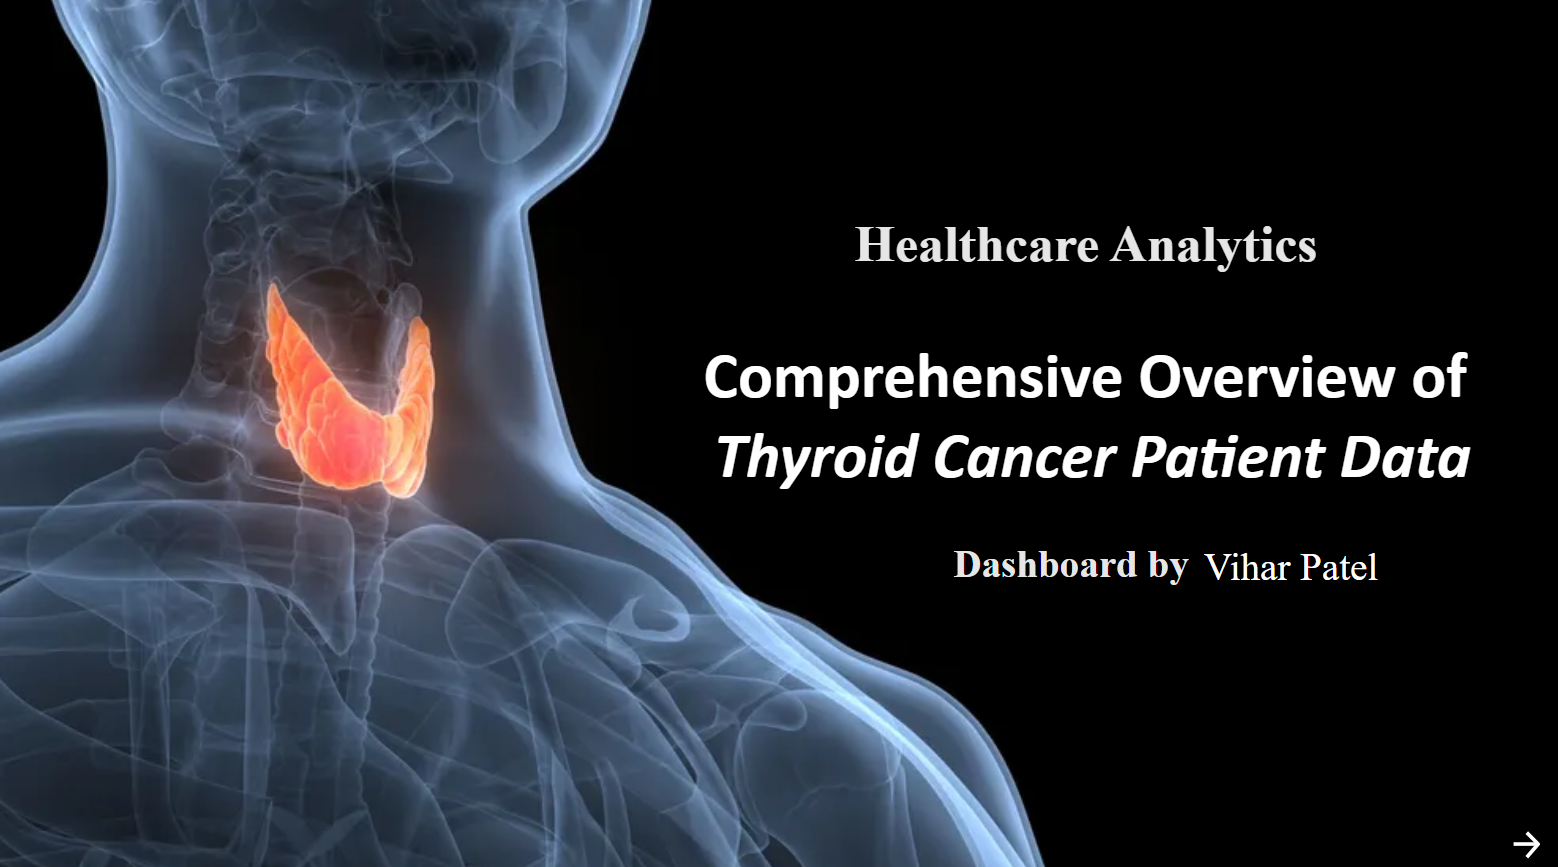 Healthcare Analytics
Comprehensive Overview of
Thyroid Cancer Patient Data
Dashboard by Vihar Patel